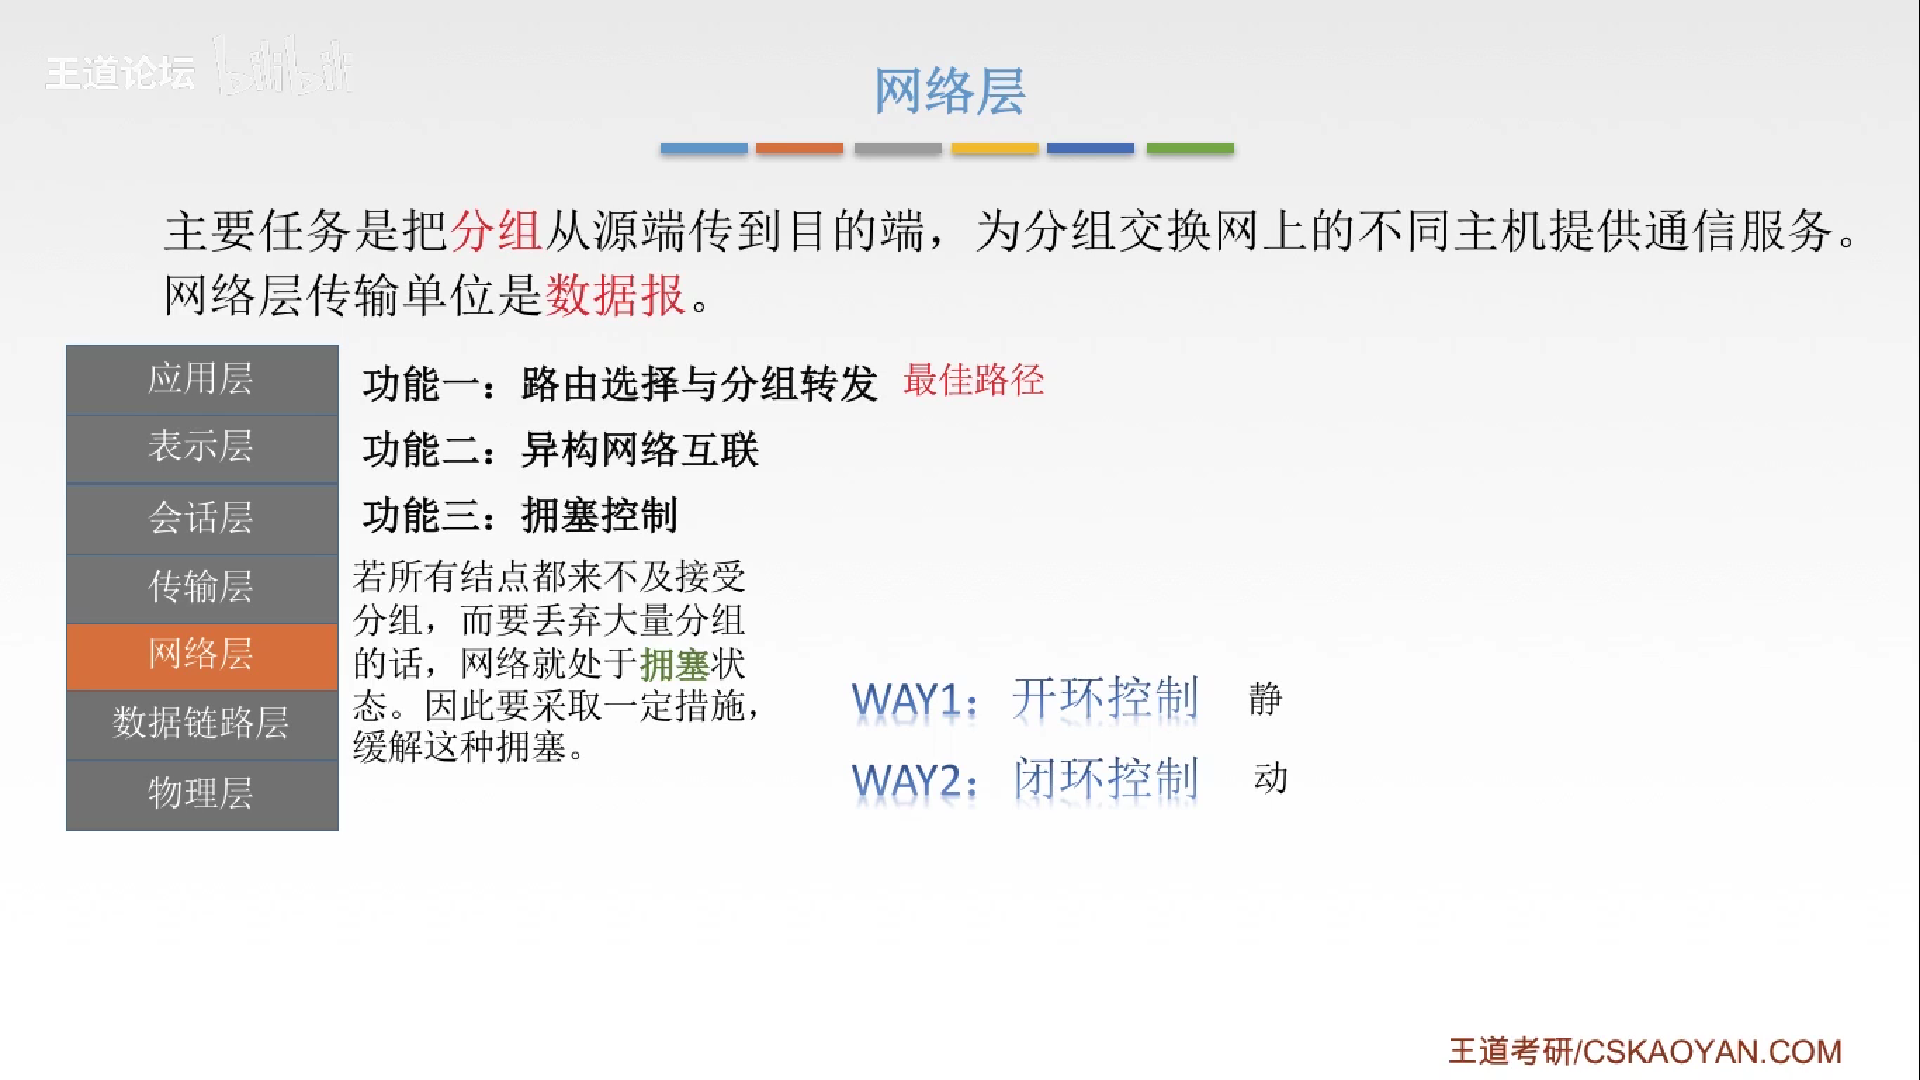 王道论坛 bilibili
网络层
主要任务是把分组从源端传到目的端，为分组交换网上的不同主机提供通信服务。
网络层传输单位是数据报。
应用层
表示层
会话层
传输层
网络层
数据链路层
物理层
功能一：路由选择与分组转发 最佳路径
功能二：异构网络互联
功能三：拥塞控制
若所有结点都来不及接受
分组，而要丢弃大量分组
的话，网络就处于拥塞状
态。因此要采取一定措施，
缓解这种拥塞。
WAY1：开环控制 静
WAY2：闭环控制 动
王道考研/CSKAOYAN.COM